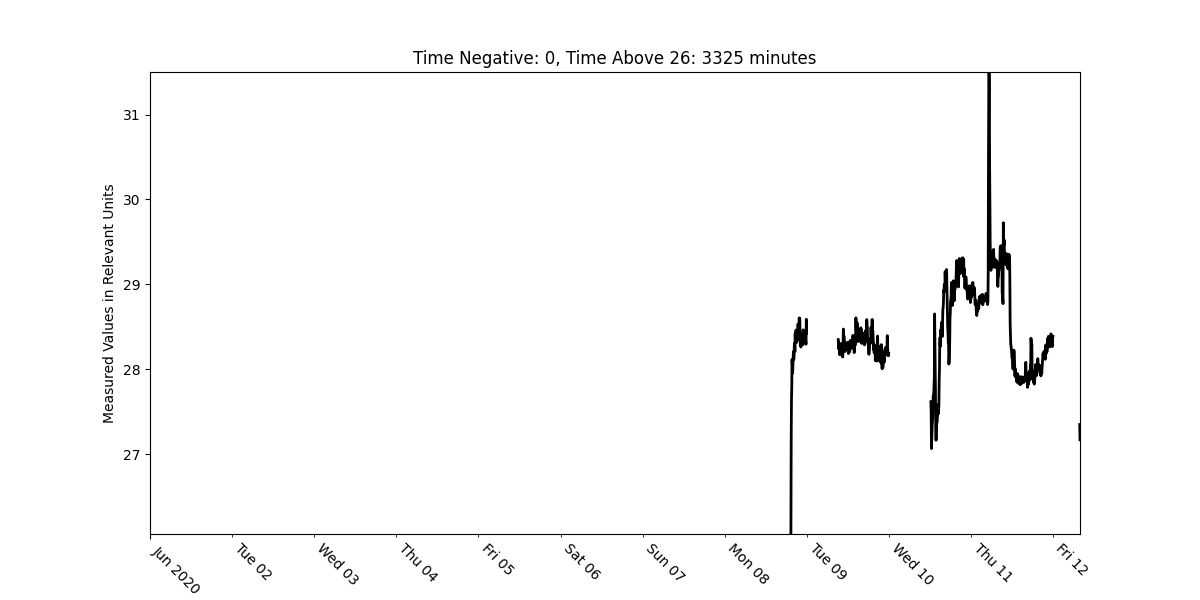 Time Negative: 0, Time Above 26: 3325 minutes
Measured Values in Relevant Units
31
30
29
28
27
Jun 2020
Tue 02
Wed 03
Thu 04
Fri 05
Sat 06
Sun 07
Mon 08
Tue 09
Wed 10
Thu 11
Fri 12